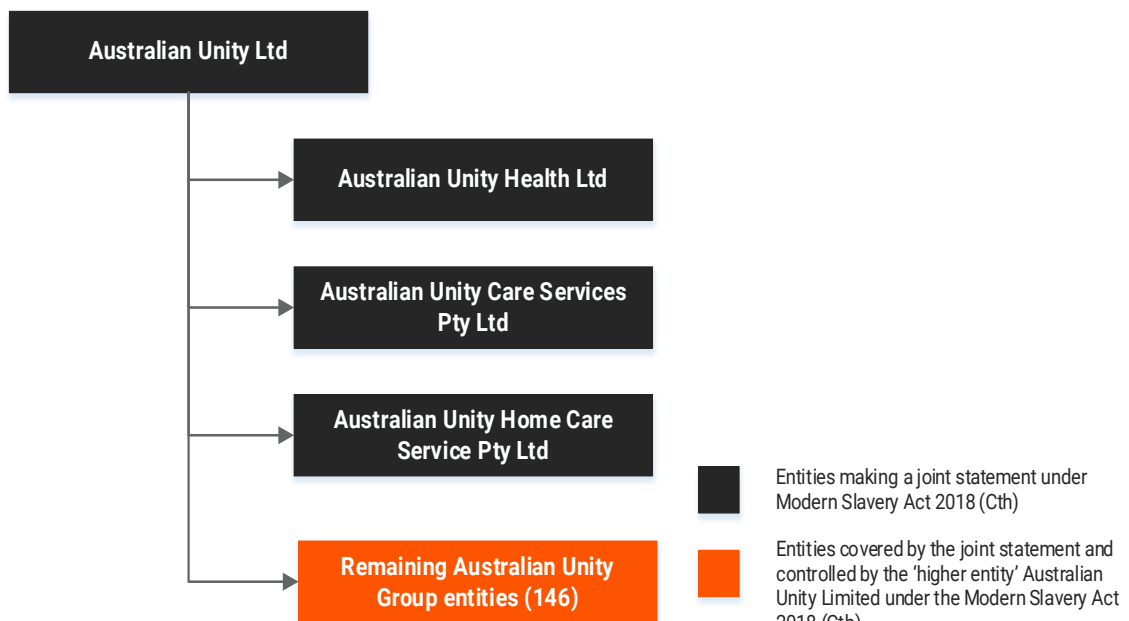 Australian Unity Ltd
Australian Unity Health Ltd
Australian Unity Care Services
Pty Ltd
Australian Unity Home Care
Service Pty Ltd
Remaining Australian Unity
Group entities (146)
Entities making a joint statement under
Modern Slavery Act 2018 (Cth)
Entities covered by the joint statement and
controlled by the ‘higher entity’ Australian
Unity Limited under the Modern Slavery Act
2018 (Cth)